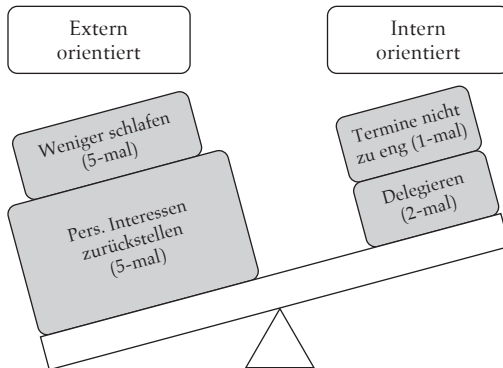 Extern
orientiert
Intern
orientiert
Weniger schlafen
(5-mal)
Pers. Interessen
zurückstellen
(5-mal)
Termine nicht
zu eng (1-mal)
Delegieren
(2-mal)